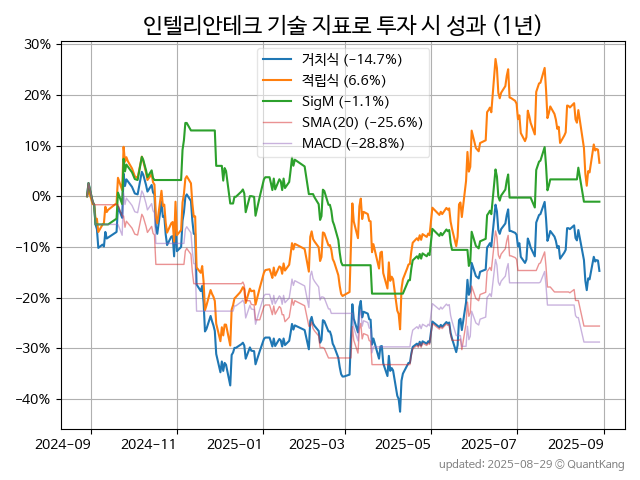 인텔리안테크 기술 지표로 투자 시 성과 (1년)
거치식 (-14.7%)
적립식 (6.6%)
SigM (-1.1%)
SMA(20) (-25.6%)
MACD (-28.8%)
30%
20%
10%
0%
-10%
-20%
-30%
-40%
2024-09 2024-11 2025-01 2025-03 2025-05 2025-07 2025-09
updated: 2025-08-29 © QuantKang